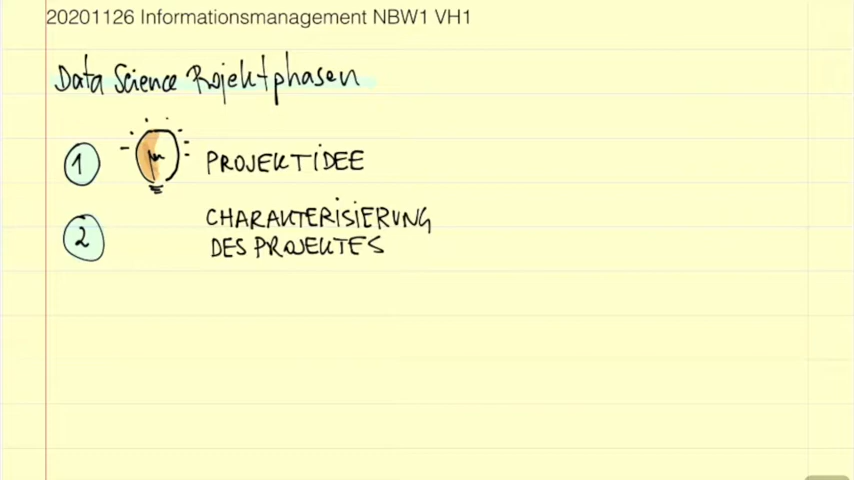 20201126 Informationsmanagement NBW1 VH1
Data Science Projektphasen
1 PROJEKTIDEE
2 CHARAKTERISIERUNG
DES PROJEKTES